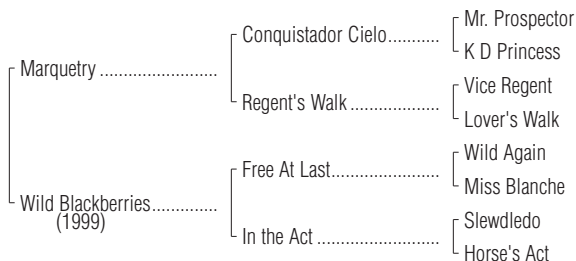 Mr. Prospector
Conquistador Cielo...........
K D Princess
Marquetry .........................
Vice Regent
Regent's Walk ...................
Lover's Walk
Wild Again
Free At Last.......................
Miss Blanche
Wild Blackberries..............
(1999)
Slewdledo
In the Act ..........................
Horse's Act